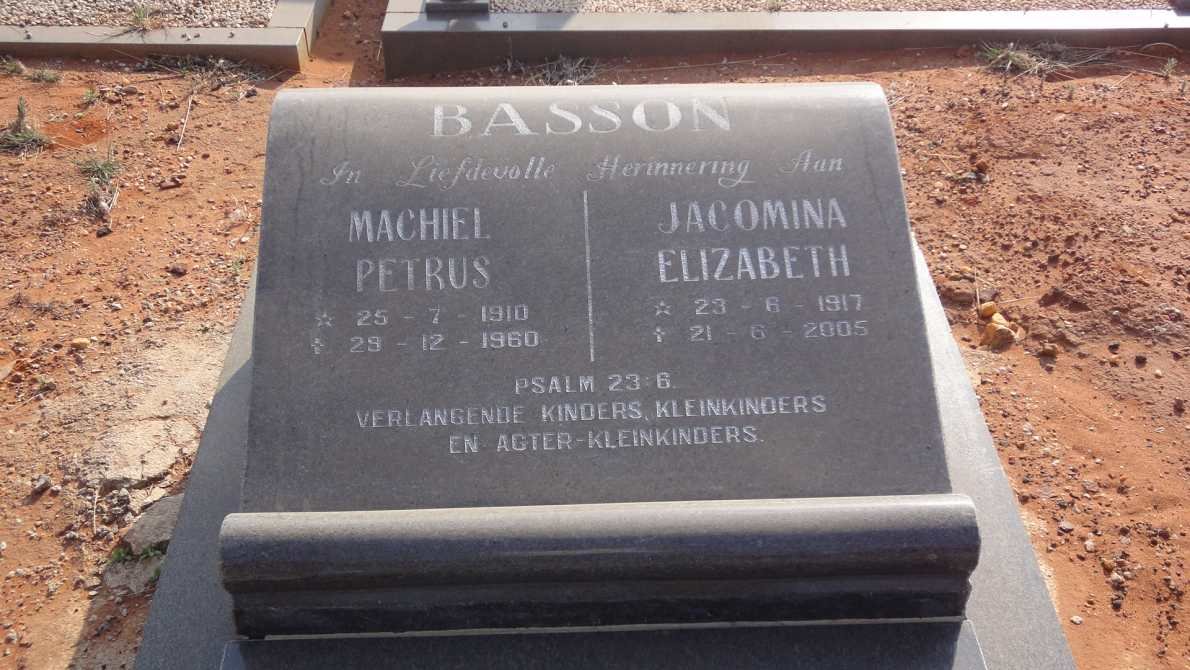 BASSON
In Liefdevolle Herinnering Aan
MACHIEL
PETRUS
☆ 25 - 7 - 1910
✝ 29 - 12 - 1960
JACOMINA
ELIZABETH
☆ 23 - 6 - 1917
✝ 21 - 6 - 2005
PSALM 23:6.
VERLANGENDE KINDERS, KLEINKINDERS
EN AGTER-KLEINKINDERS.